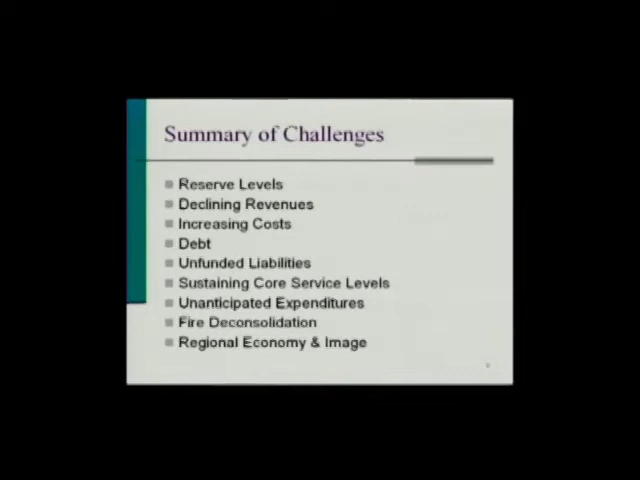 Summary of Challenges
Reserve Levels
Declining Revenues
Increasing Costs
Debt
Unfunded Liabilities
Sustaining Core Service Levels
Unanticipated Expenditures
Fire Deconsolidation
Regional Economy & Image